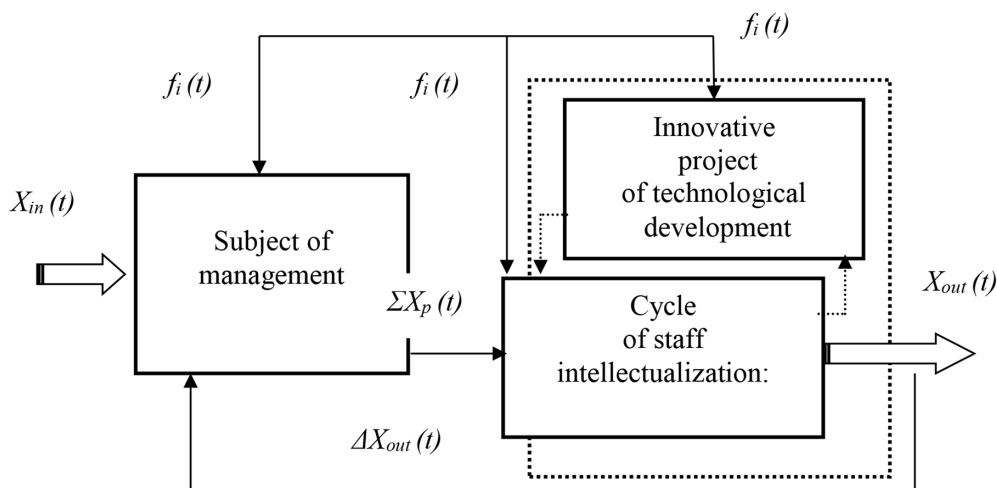 fi (t)
fi (t)
fi (t)
Innovative
project
of technological
development
Xin (t)
Subject of
management
ΣXp (t)
Cycle
of staff
intellectualization:
Xout (t)
ΔXout (t)